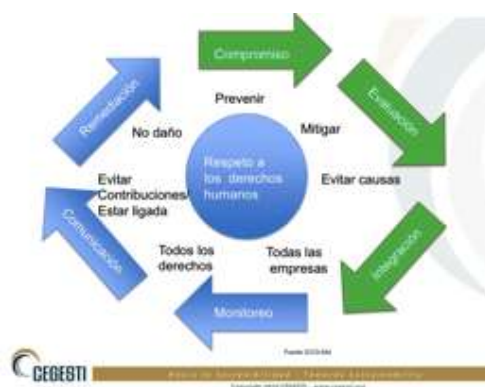 Compromiso
Evaluación
Integración
Monitoreo
Comunicación
Remediación
Prevenir
Mitigar
Evitar causas
Todas las
empresas
Todos los
derechos
Evitar
Contribuciones/
Estar ligada
No daño
Respeto a
los derechos
humanos
CEGESTI